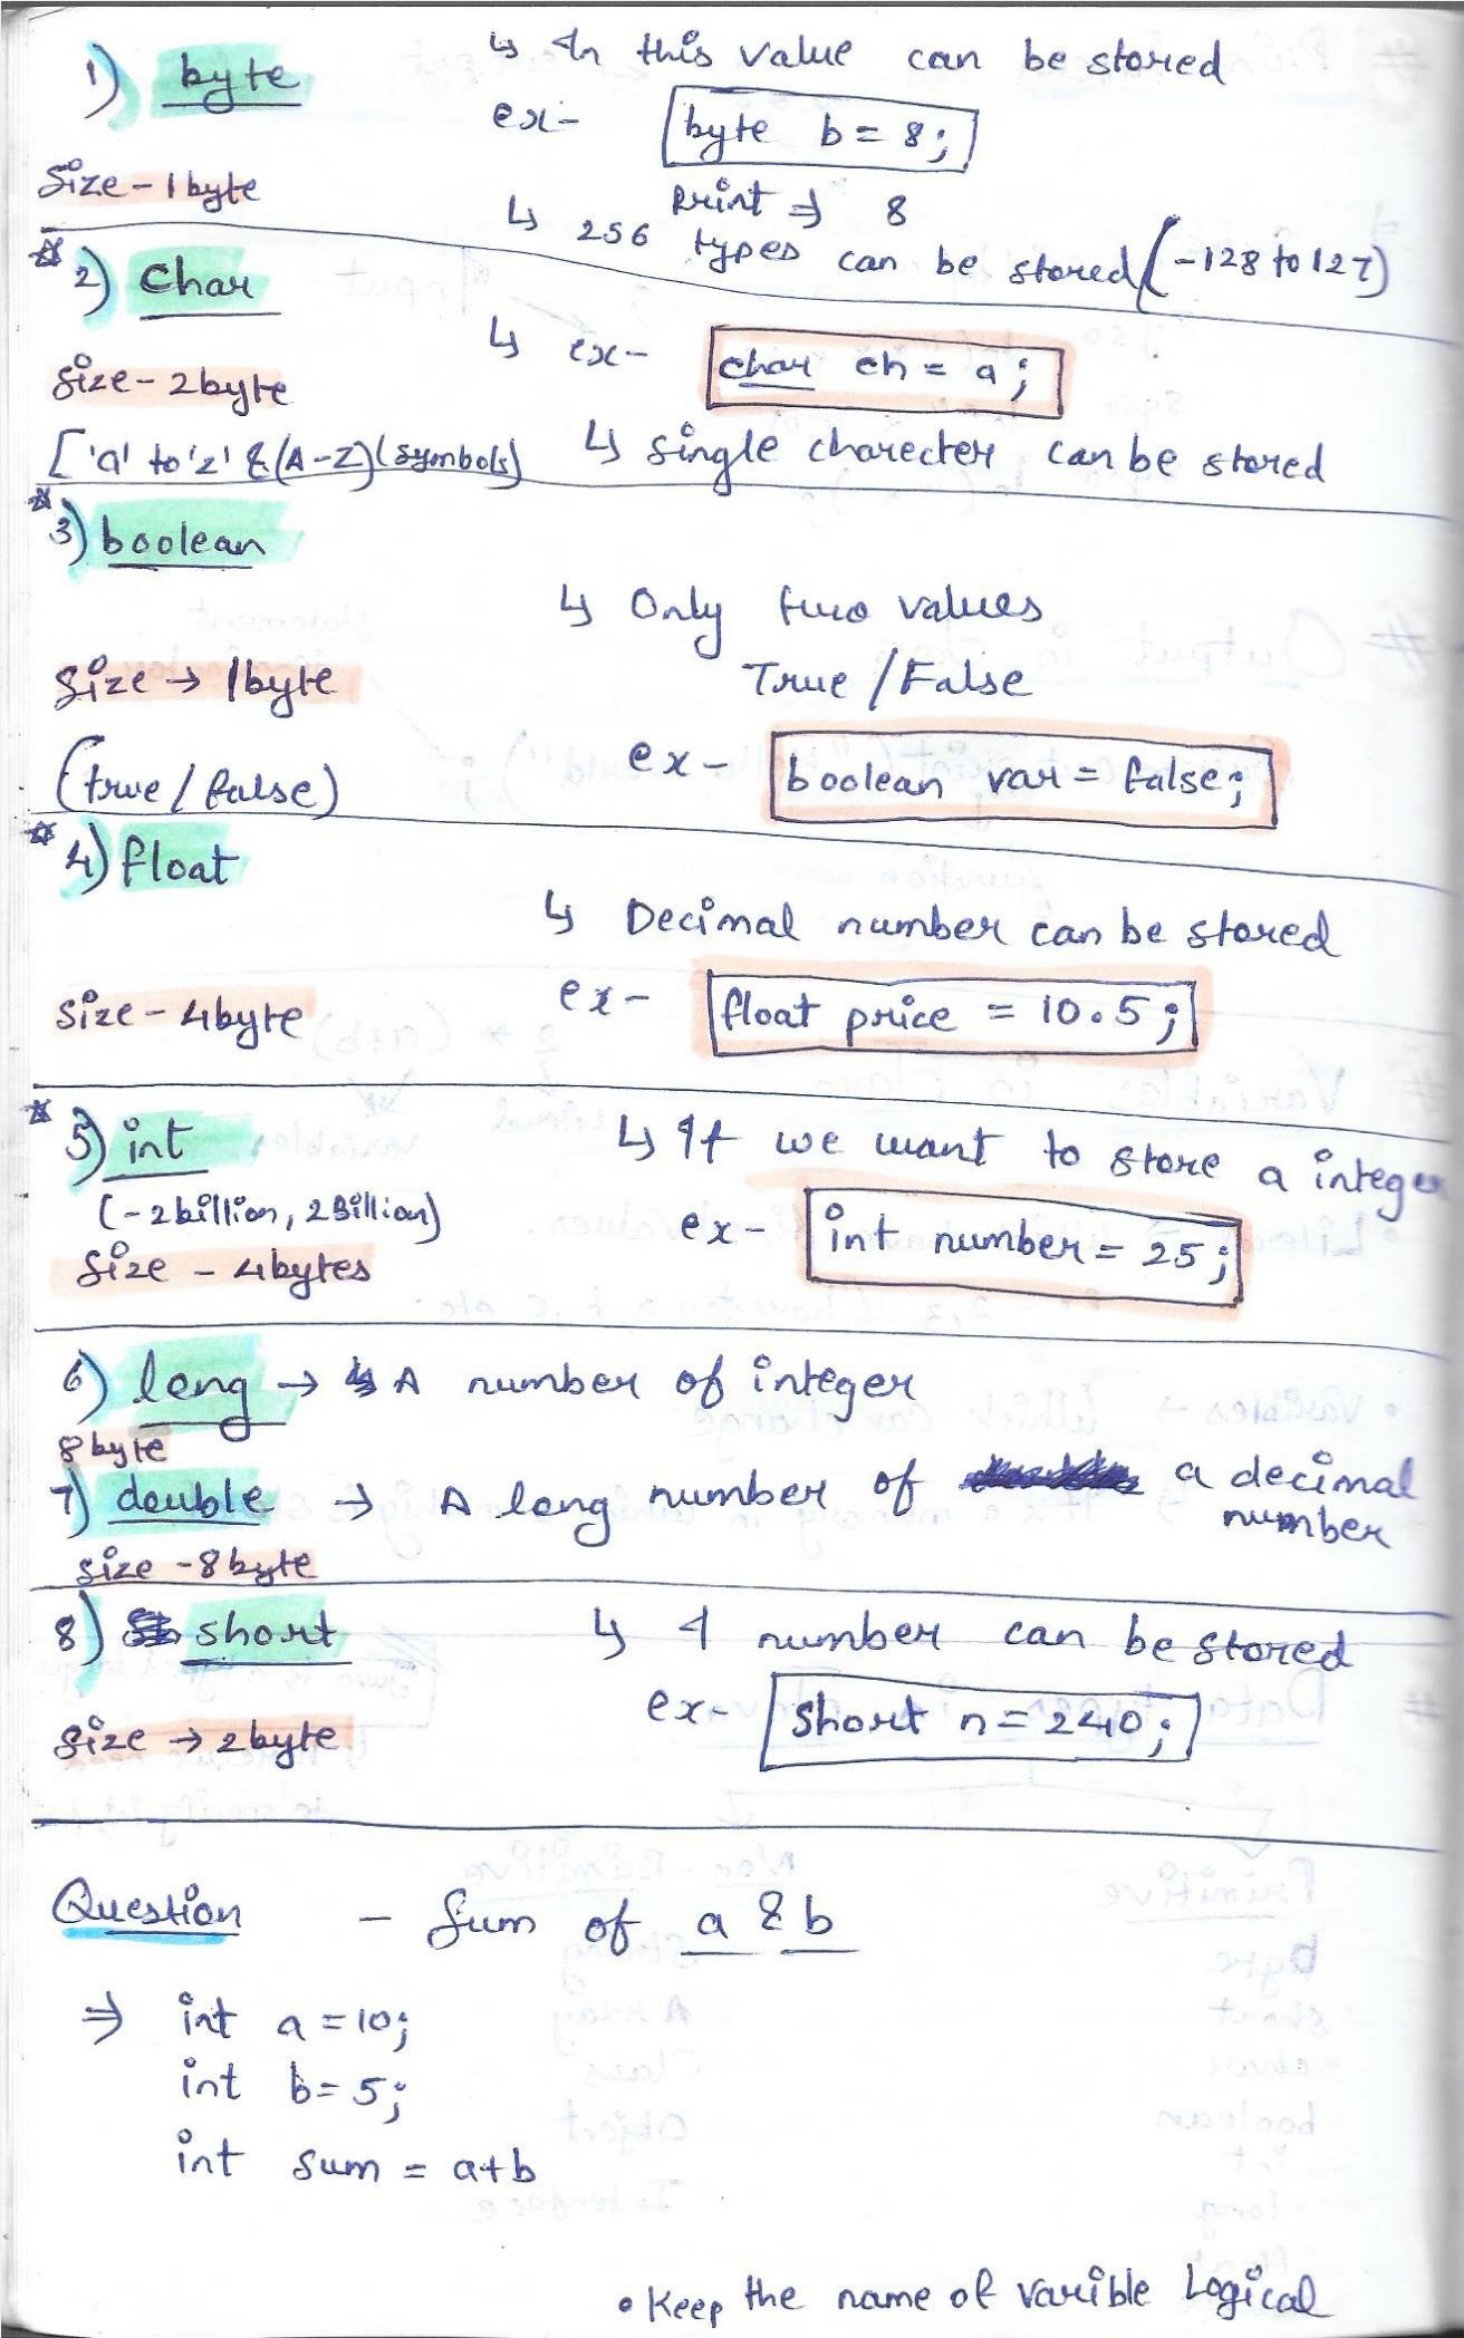 1) byte
↳ In this value can be stored
ex- byte b = 8;
Size - 1 byte
Print ⇒ 8
↳ 256 types can be stored (-128 to 127)
2) Char
↳ ex- char ch = a;
Size - 2 byte
['a' to 'z' & (A-Z) (symbols)
↳ single charecter can be stored
3) boolean
↳ Only two values
True / False
Size → 1 byte
(true / false)
ex - boolean var = false;
4) float
↳ Decimal number can be stored
Size - 4 byte
ex - float price = 10.5;
5) int
↳ If we want to store a integer
(-2 billion, 2 Billion)
ex - int number = 25;
Size - 4 bytes
6) long → A number of integer
8 byte
7) double → A long number of a decimal
number
size - 8 byte
8) short
↳ A number can be stored
ex- short n = 240;
Size → 2 byte
Question - Sum of a & b
⇒ int a = 10;
int b = 5;
int sum = a+b
• Keep the name of varible Logical